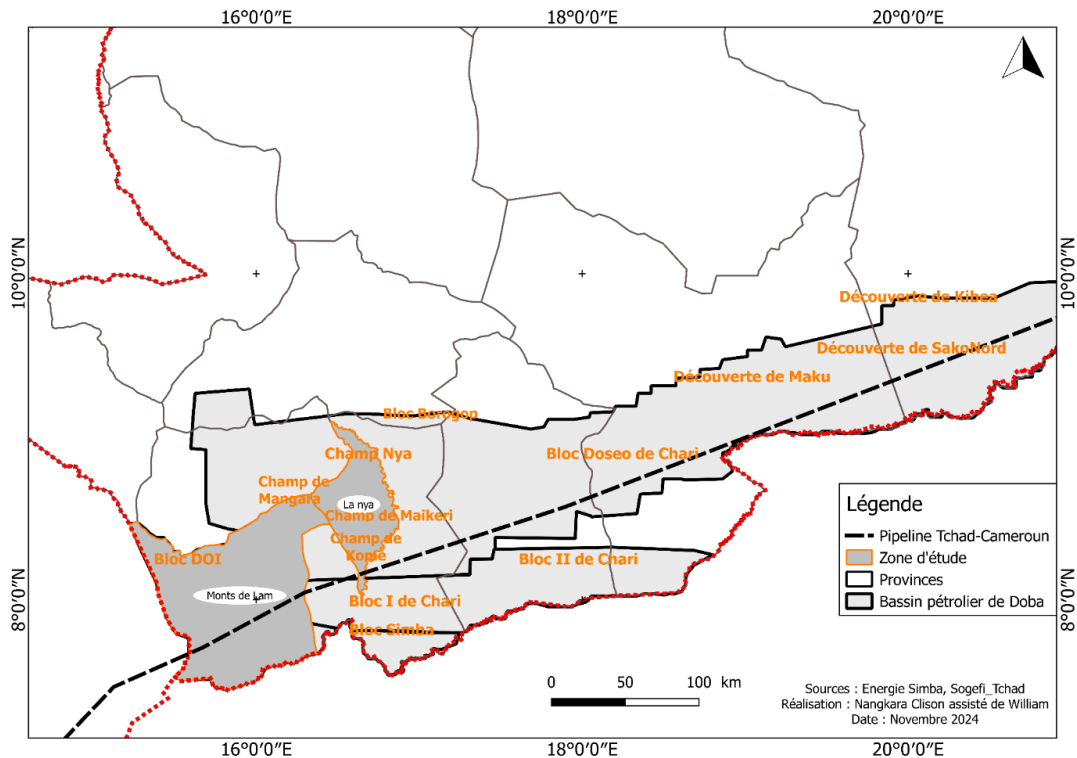 16°0'0"E 18°0'0"E 20°0'0"E
10°0'0"N
10°0'0"N
Découverte de Kibea
Découverte de SakoNord
Découverte de Maku
Bloc Borogop
Champ Nya
Bloc Doseo de Chari
Champ de
Mangara
La nya
Champ de Maikeri
Champ de
Kome
Bloc DOI
Bloc II de Chari
Monts de Lam
Bloc I de Chari
Bloc Simba
8°0'0"N
8°0'0"N
Légende
Pipeline Tchad-Cameroun
Zone d'étude
Provinces
Bassin pétrolier de Doba
0 50 100 km
Sources : Energie Simba, Sogefi_Tchad
Réalisation : Nangkara Clison assisté de William
Date : Novembre 2024
16°0'0"E 18°0'0"E 20°0'0"E